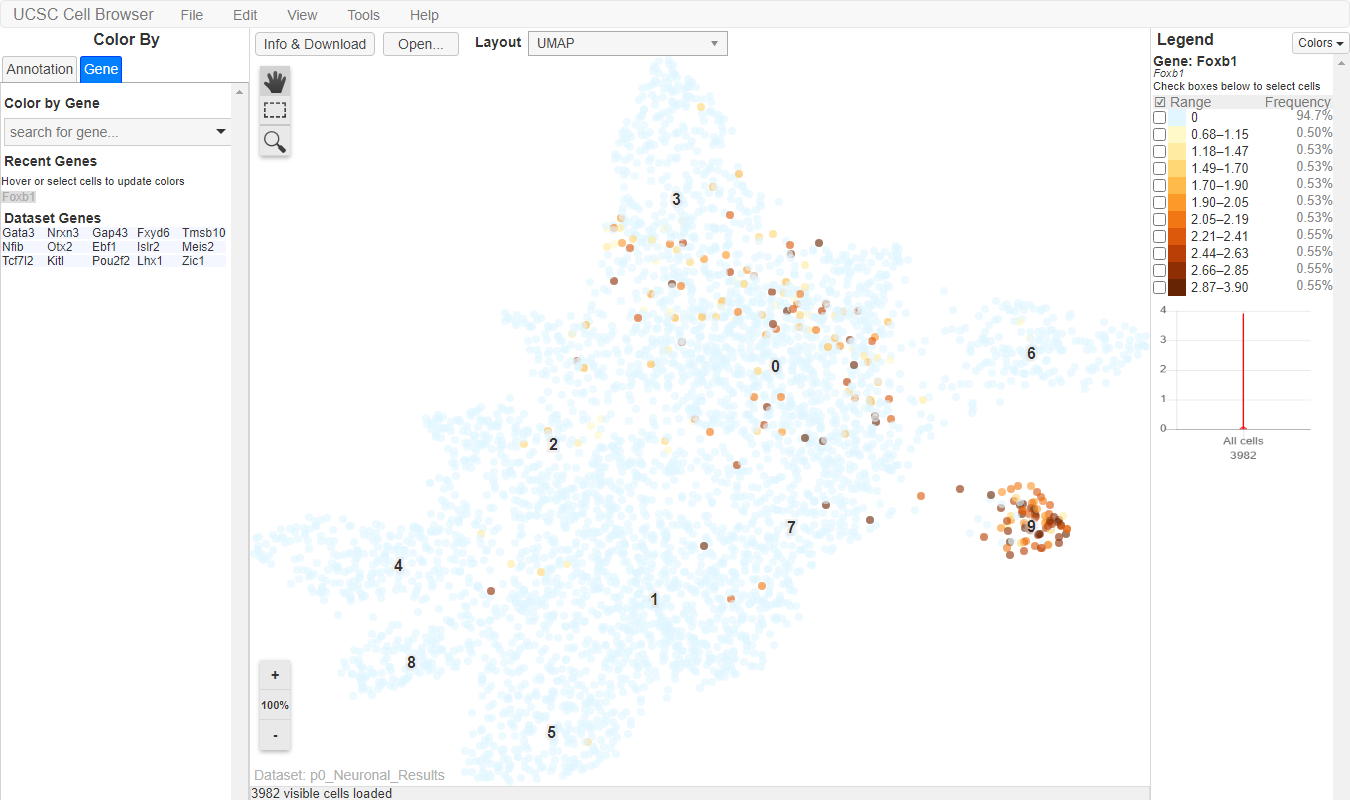 UCSC Cell Browser File Edit View Tools Help
Color By
Annotation Gene
Color by Gene
search for gene...
Recent Genes
Hover or select cells to update colors
Foxb1
Dataset Genes
Gata3 Nrxn3 Gap43 Fxyd6 Tmsb10
Nfib Otx2 Ebf1 Islr2 Meis2
Tcf7l2 Kitl Pou2f2 Lhx1 Zic1
Info & Download Open... Layout UMAP
3
6
0
2
9
7
4
1
8
5
+
100%
-
Dataset: p0_Neuronal_Results
3982 visible cells loaded
Legend Colors
Gene: Foxb1
Foxb1
Check boxes below to select cells
Range Frequency
0 94.7%
0.68–1.15 0.50%
1.18–1.47 0.53%
1.49–1.70 0.53%
1.70–1.90 0.53%
1.90–2.05 0.53%
2.05–2.19 0.53%
2.21–2.41 0.55%
2.44–2.63 0.55%
2.66–2.85 0.55%
2.87–3.90 0.55%
4
3
2
1
0
All cells
3982